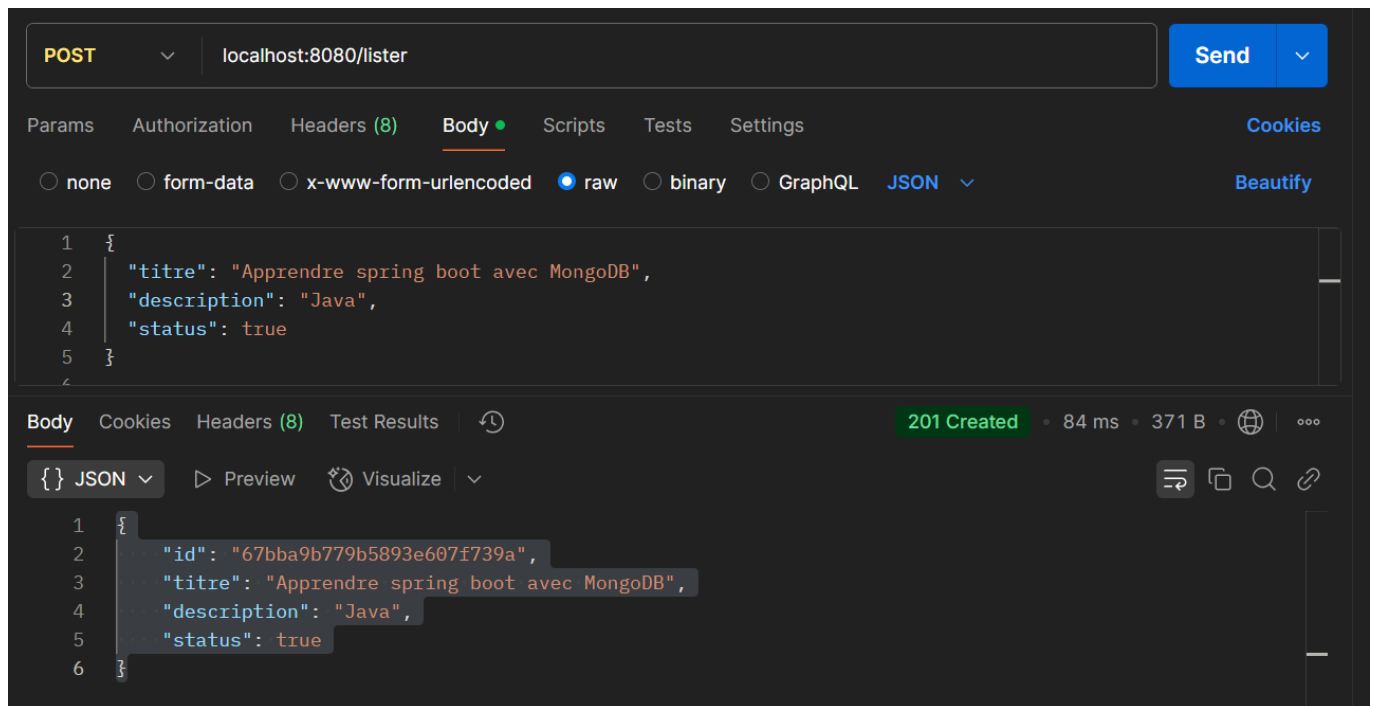 POST localhost:8080/lister Send
Params Authorization Headers (8) Body Scripts Tests Settings Cookies
none form-data x-www-form-urlencoded raw binary GraphQL JSON Beautify
1 {
2 "titre": "Apprendre spring boot avec MongoDB",
3 "description": "Java",
4 "status": true
5 }
6
Body Cookies Headers (8) Test Results 201 Created • 84 ms • 371 B •
{} JSON Preview Visualize
1 {
2 "id": "67bba9b779b5893e607f739a",
3 "titre": "Apprendre spring boot avec MongoDB",
4 "description": "Java",
5 "status": true
6 }